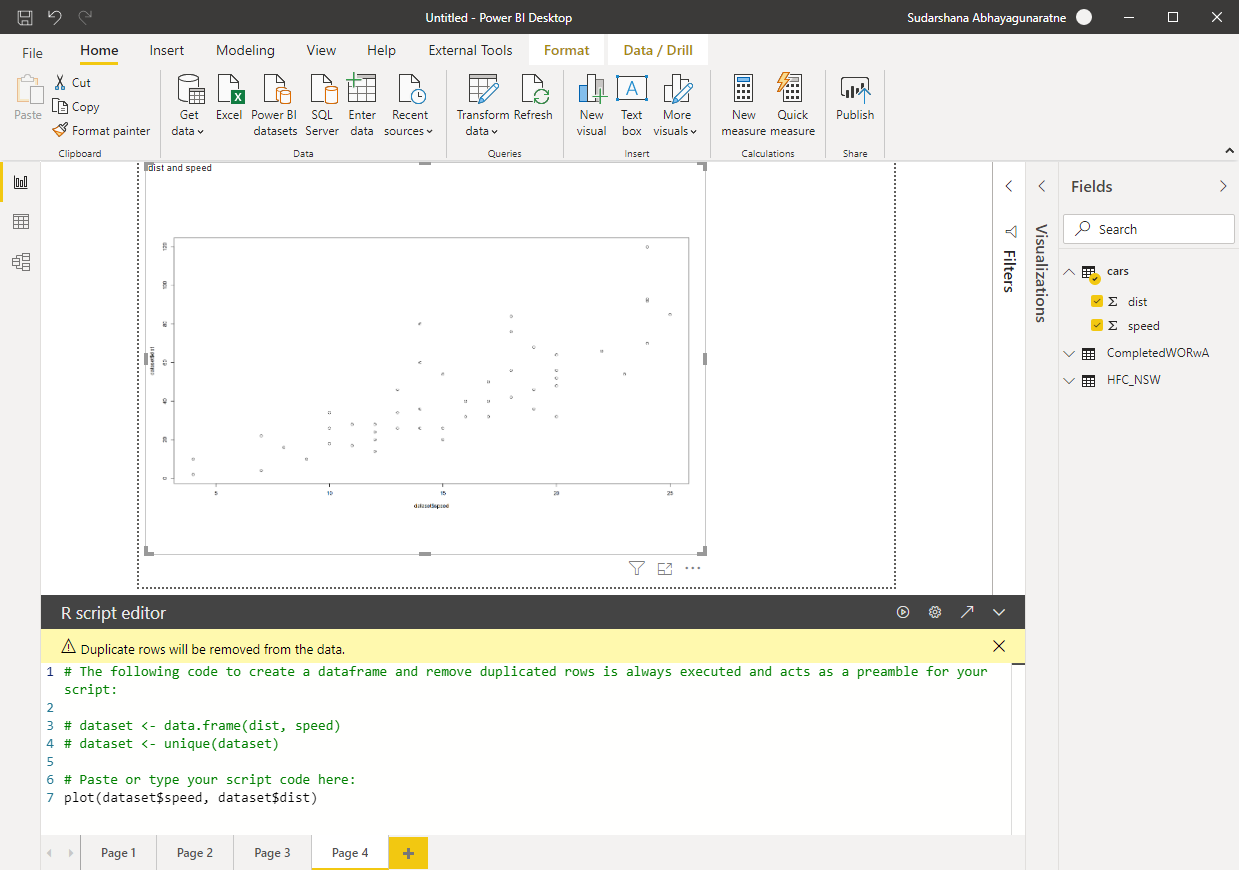 Untitled - Power BI Desktop
Sudarshana Abhayagunaratne
File Home Insert Modeling View Help External Tools Format Data / Drill
Paste
Cut
Copy
Format painter
Get data
Excel
Power BI datasets
SQL Server
Enter data
Recent sources
Transform data
Refresh
New visual
Text box
More visuals
New measure
Quick measure
Publish
Clipboard Data Queries Insert Calculations Share
dist and speed
120
100
80
60
40
20
0
dataset$dist
5 10 15 20 25
dataset$speed
Filters
Visualizations
Fields
Search
cars
dist
speed
CompletedWORwA
HFC_NSW
R script editor
Duplicate rows will be removed from the data.
1 # The following code to create a dataframe and remove duplicated rows is always executed and acts as a preamble for your
script:
2
3 # dataset <- data.frame(dist, speed)
4 # dataset <- unique(dataset)
5
6 # Paste or type your script code here:
7 plot(dataset$speed, dataset$dist)
Page 1 Page 2 Page 3 Page 4